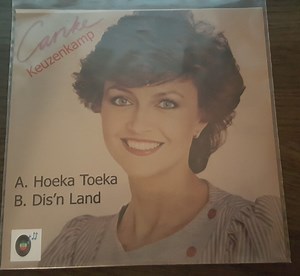 Carike
Keuzenkamp
A. Hoeka Toeka
B. Dis'n Land